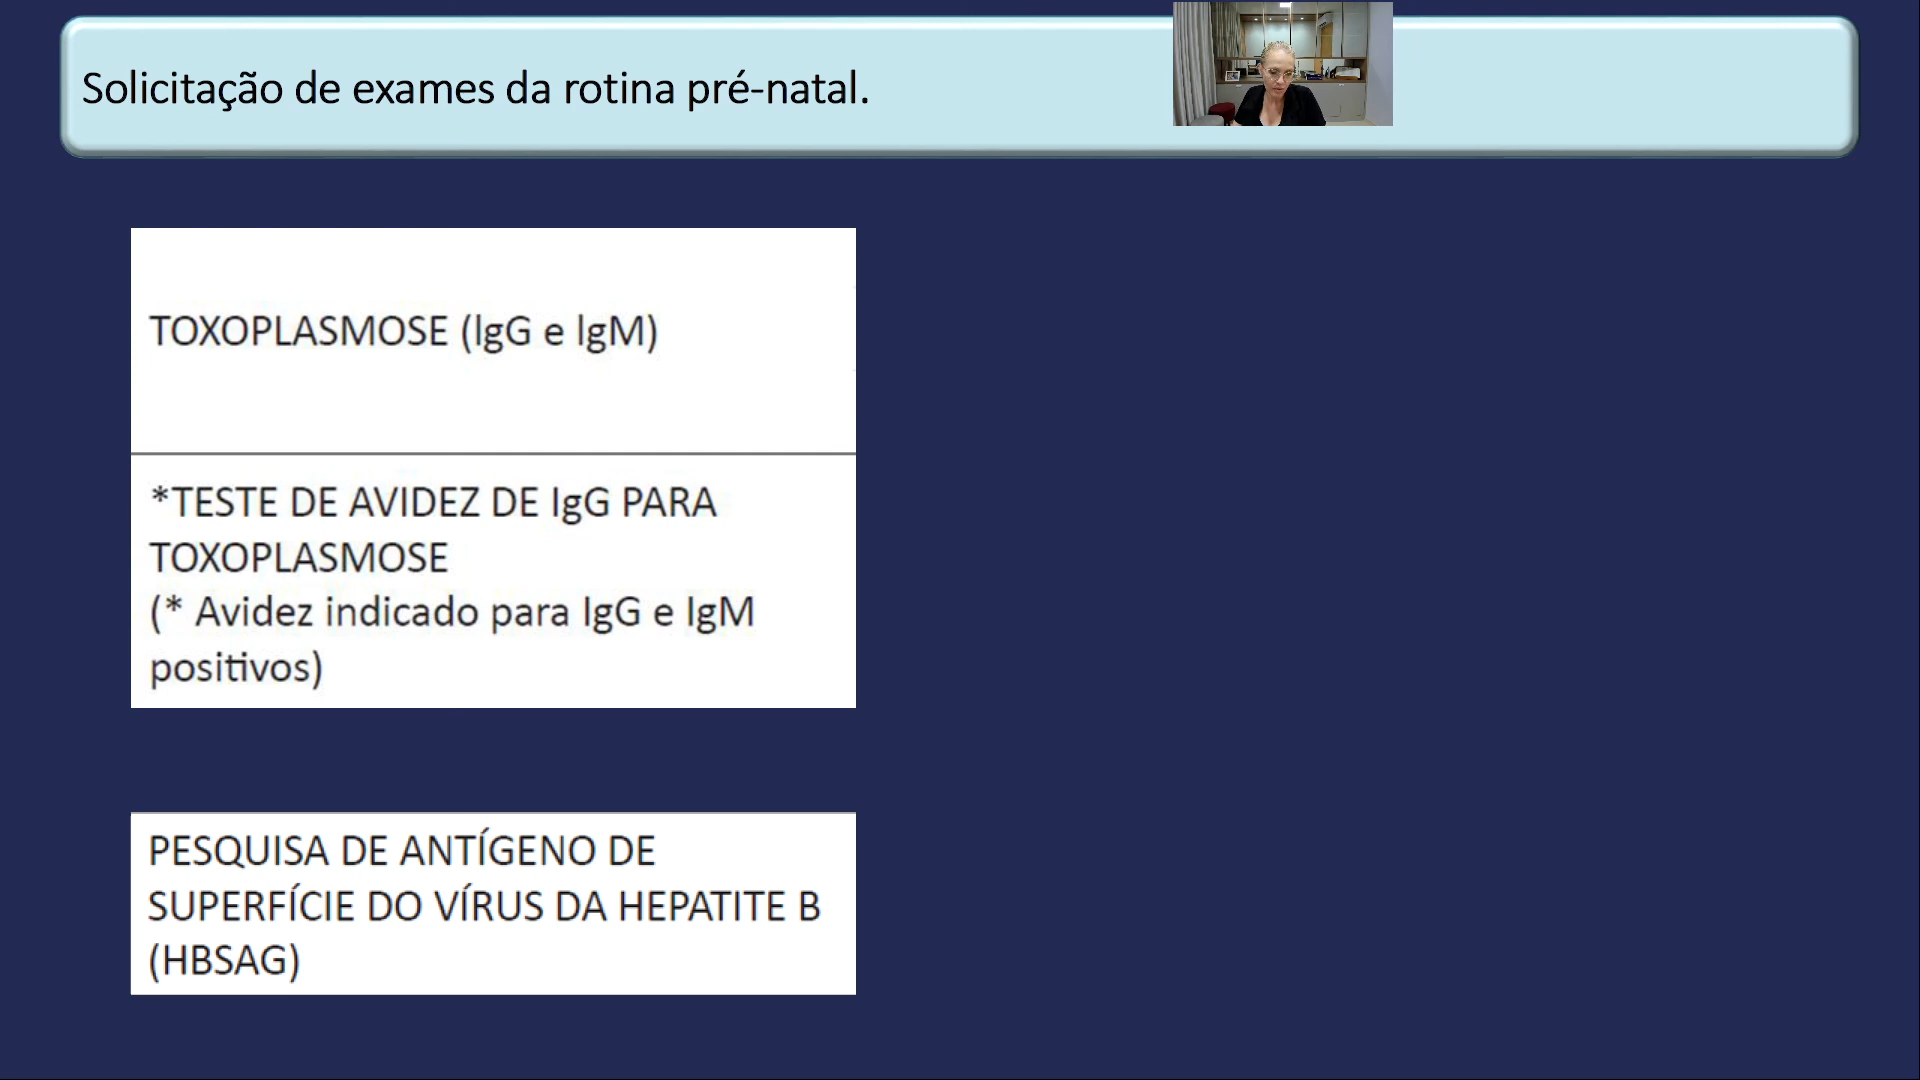 Solicitação de exames da rotina pré-natal.
TOXOPLASMOSE (IgG e IgM)
*TESTE DE AVIDEZ DE IgG PARA
TOXOPLASMOSE
(* Avidez indicado para IgG e IgM
positivos)
PESQUISA DE ANTÍGENO DE
SUPERFÍCIE DO VÍRUS DA HEPATITE B
(HBSAG)